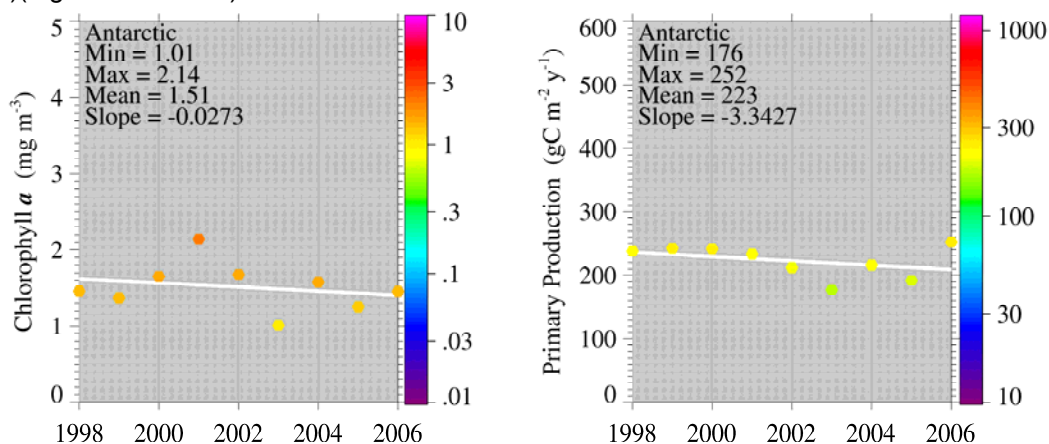 Chlorophyll a (mg m-3)
5
4
3
2
1
0
Antarctic
Min = 1.01
Max = 2.14
Mean = 1.51
Slope = -0.0273
1998 2000 2002 2004 2006
10
3
1
.3
.1
.03
.01
Primary Production (gC m-2 y-1)
600
500
400
300
200
100
0
Antarctic
Min = 176
Max = 252
Mean = 223
Slope = -3.3427
1998 2000 2002 2004 2006
1000
300
100
30
10